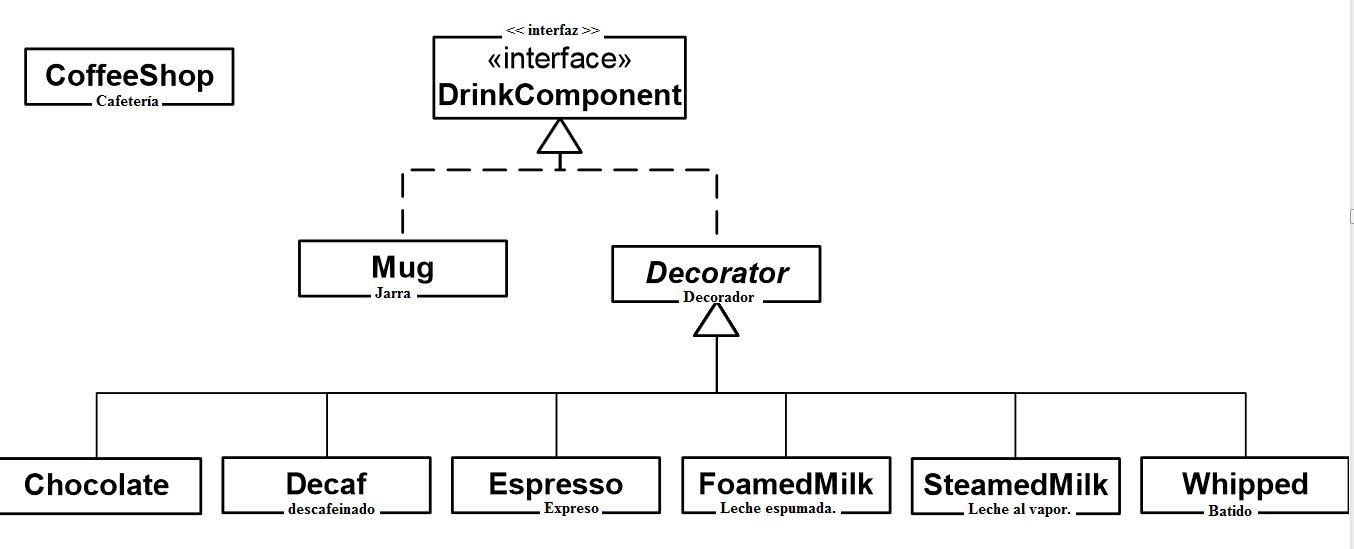 << interfaz >>
«interface»
DrinkComponent
CoffeeShop
Cafetería
Mug
Jarra
Decorator
Decorador
Chocolate
Decaf
descafeinado
Espresso
Expreso
FoamedMilk
Leche espumada.
SteamedMilk
Leche al vapor.
Whipped
Batido